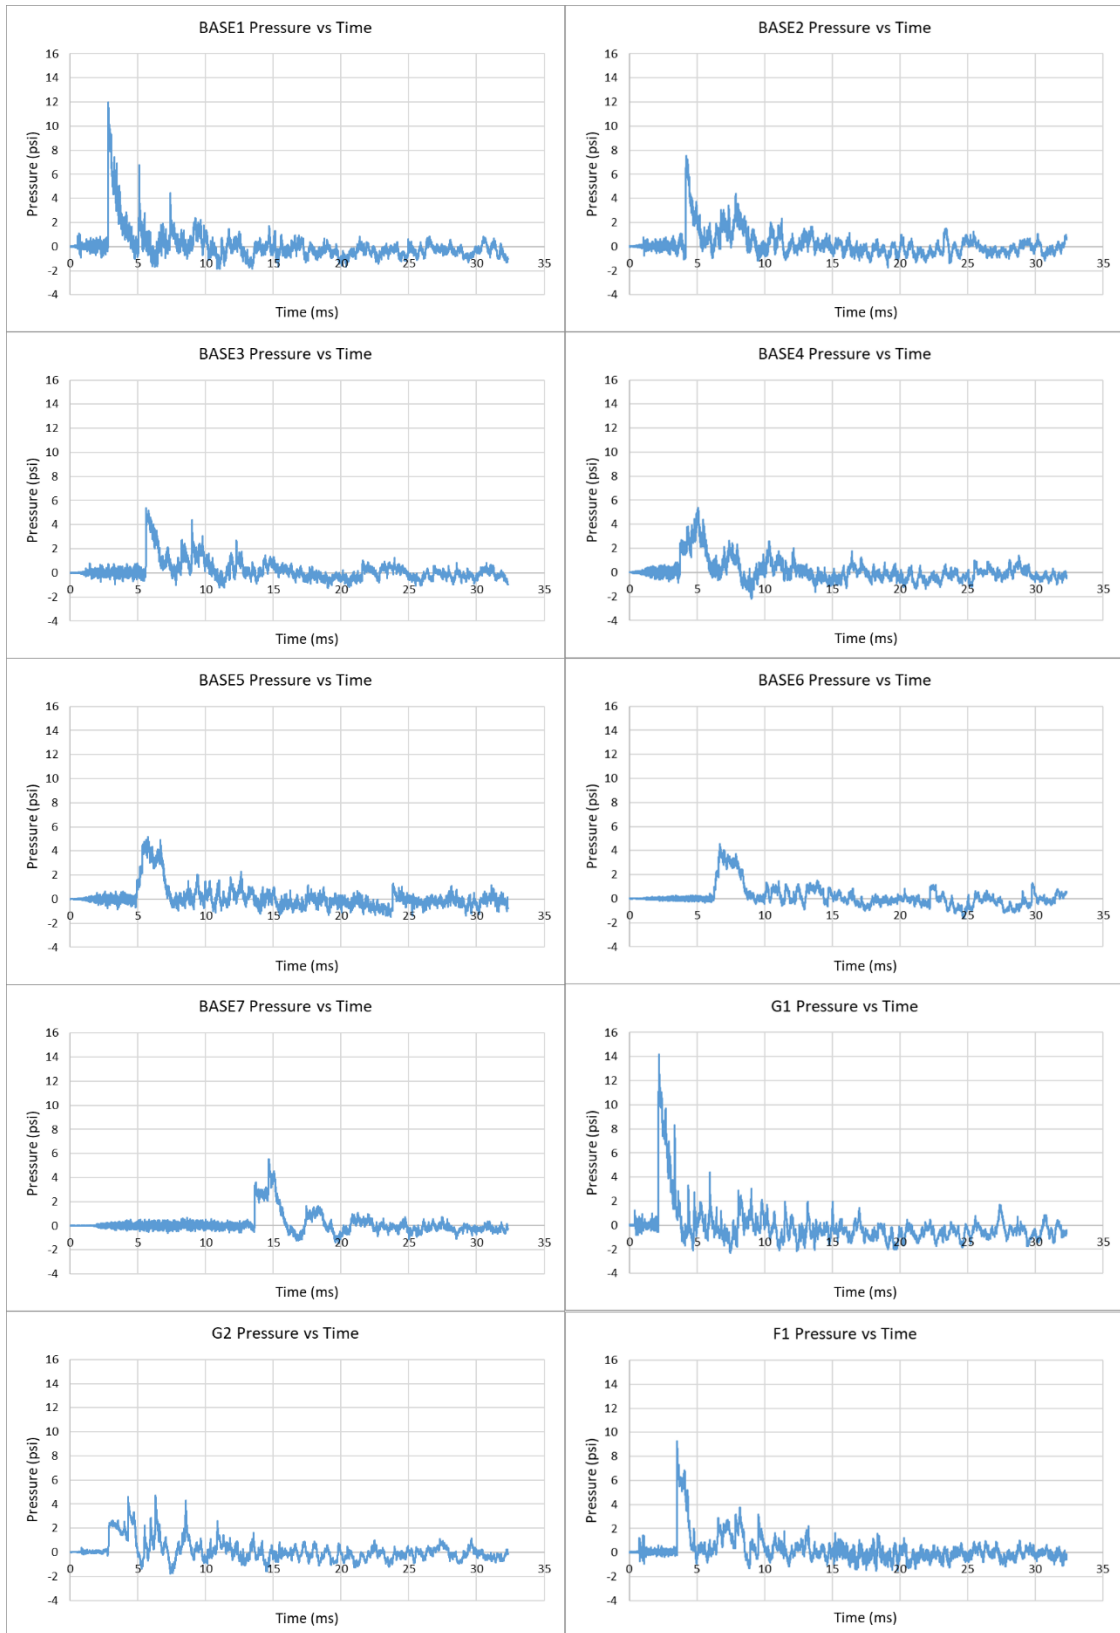 BASE1 Pressure vs Time
16
14
12
10
8
6
4
2
0
-2
-4
0 5 10 15 20 25 30 35
Pressure (psi)
Time (ms)
BASE2 Pressure vs Time
16
14
12
10
8
6
4
2
0
-2
-4
0 5 10 15 20 25 30 35
Pressure (psi)
Time (ms)
BASE3 Pressure vs Time
16
14
12
10
8
6
4
2
0
-2
-4
0 5 10 15 20 25 30 35
Pressure (psi)
Time (ms)
BASE4 Pressure vs Time
16
14
12
10
8
6
4
2
0
-2
-4
0 5 10 15 20 25 30 35
Pressure (psi)
Time (ms)
BASE5 Pressure vs Time
16
14
12
10
8
6
4
2
0
-2
-4
0 5 10 15 20 25 30 35
Pressure (psi)
Time (ms)
BASE6 Pressure vs Time
16
14
12
10
8
6
4
2
0
-2
-4
0 5 10 15 20 25 30 35
Pressure (psi)
Time (ms)
BASE7 Pressure vs Time
16
14
12
10
8
6
4
2
0
-2
-4
0 5 10 15 20 25 30 35
Pressure (psi)
Time (ms)
G1 Pressure vs Time
16
14
12
10
8
6
4
2
0
-2
-4
0 5 10 15 20 25 30 35
Pressure (psi)
Time (ms)
G2 Pressure vs Time
16
14
12
10
8
6
4
2
0
-2
-4
0 5 10 15 20 25 30 35
Pressure (psi)
Time (ms)
F1 Pressure vs Time
16
14
12
10
8
6
4
2
0
-2
-4
0 5 10 15 20 25 30 35
Pressure (psi)
Time (ms)